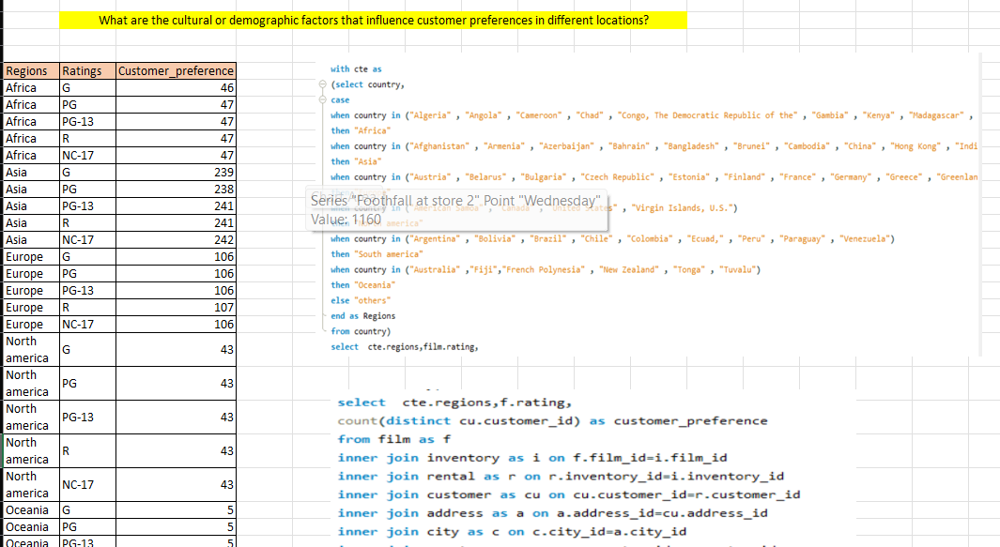 What are the cultural or demographic factors that influence customer preferences in different locations?
Regions Ratings Customer_preference
Africa G 46
Africa PG 47
Africa PG-13 47
Africa R 47
Africa NC-17 47
Asia G 239
Asia PG 238
Asia PG-13 241
Asia R 241
Asia NC-17 242
Europe G 106
Europe PG 106
Europe PG-13 106
Europe R 107
Europe NC-17 106
North
america G 43
North
america PG 43
North
america PG-13 43
North
america R 43
North
america NC-17 43
Oceania G 5
Oceania PG 5
Oceania PG-13 5
with cte as
(select country,
case
when country in ("Algeria" , "Angola" , "Cameroon" , "Chad" , "Congo, The Democratic Republic of the" , "Gambia" , "Kenya" , "Madagascar" ,
then "Africa"
when country in ("Afghanistan" , "Armenia" , "Azerbaijan" , "Bahrain" , "Bangladesh" , "Brunei" , "Cambodia" , "China" , "Hong Kong" , "Indi
then "Asia"
when country in ("Austria" , "Belarus" , "Bulgaria" , "Czech Republic" , "Estonia" , "Finland" , "France" , "Germany" , "Greece" , "Greenlan
Series "Footfall at store 2" Point "Wednesday"
Value: 1160
when country in ("American Samoa" , "Canada" , "United States" , "Virgin Islands, U.S.")
then "North america"
when country in ("Argentina" , "Bolivia" , "Brazil" , "Chile" , "Colombia" , "Ecuad," , "Peru" , "Paraguay" , "Venezuela")
then "South america"
when country in ("Australia" ,"Fiji","French Polynesia" , "New Zealand" , "Tonga" , "Tuvalu")
then "Oceania"
else "others"
end as Regions
from country)
select cte.regions,film.rating,
select cte.regions,f.rating,
count(distinct cu.customer_id) as customer_preference
from film as f
inner join inventory as i on f.film_id=i.film_id
inner join rental as r on r.inventory_id=i.inventory_id
inner join customer as cu on cu.customer_id=r.customer_id
inner join address as a on a.address_id=cu.address_id
inner join city as c on c.city_id=a.city_id